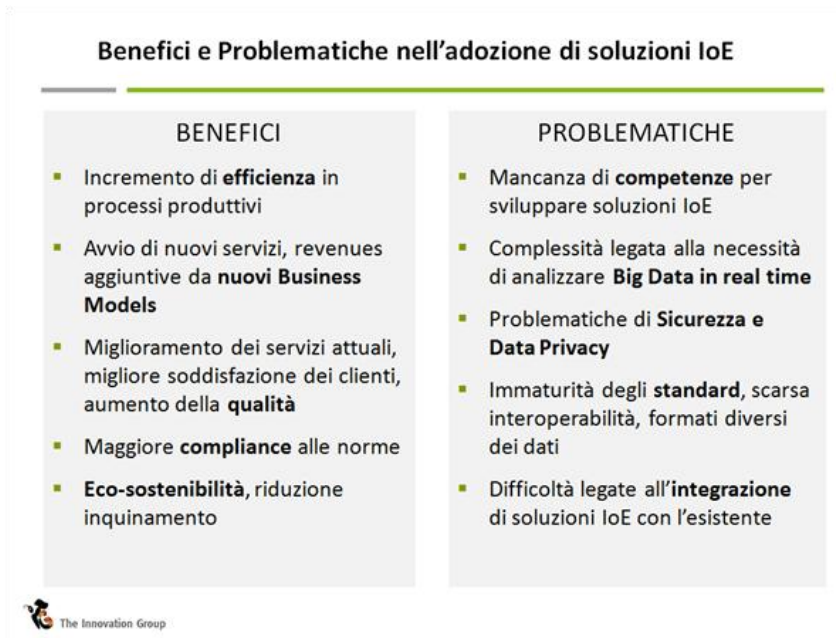 Benefici e Problematiche nell'adozione di soluzioni IoE
BENEFICI
▪ Incremento di efficienza in
processi produttivi
▪ Avvio di nuovi servizi, revenues
aggiuntive da nuovi Business
Models
▪ Miglioramento dei servizi attuali,
migliore soddisfazione dei clienti,
aumento della qualità
▪ Maggiore compliance alle norme
▪ Eco-sostenibilità, riduzione
inquinamento
PROBLEMATICHE
▪ Mancanza di competenze per
sviluppare soluzioni IoE
▪ Complessità legata alla necessità
di analizzare Big Data in real time
▪ Problematiche di Sicurezza e
Data Privacy
▪ Immaturità degli standard, scarsa
interoperabilità, formati diversi
dei dati
▪ Difficoltà legate all'integrazione
di soluzioni IoE con l'esistente
The Innovation Group